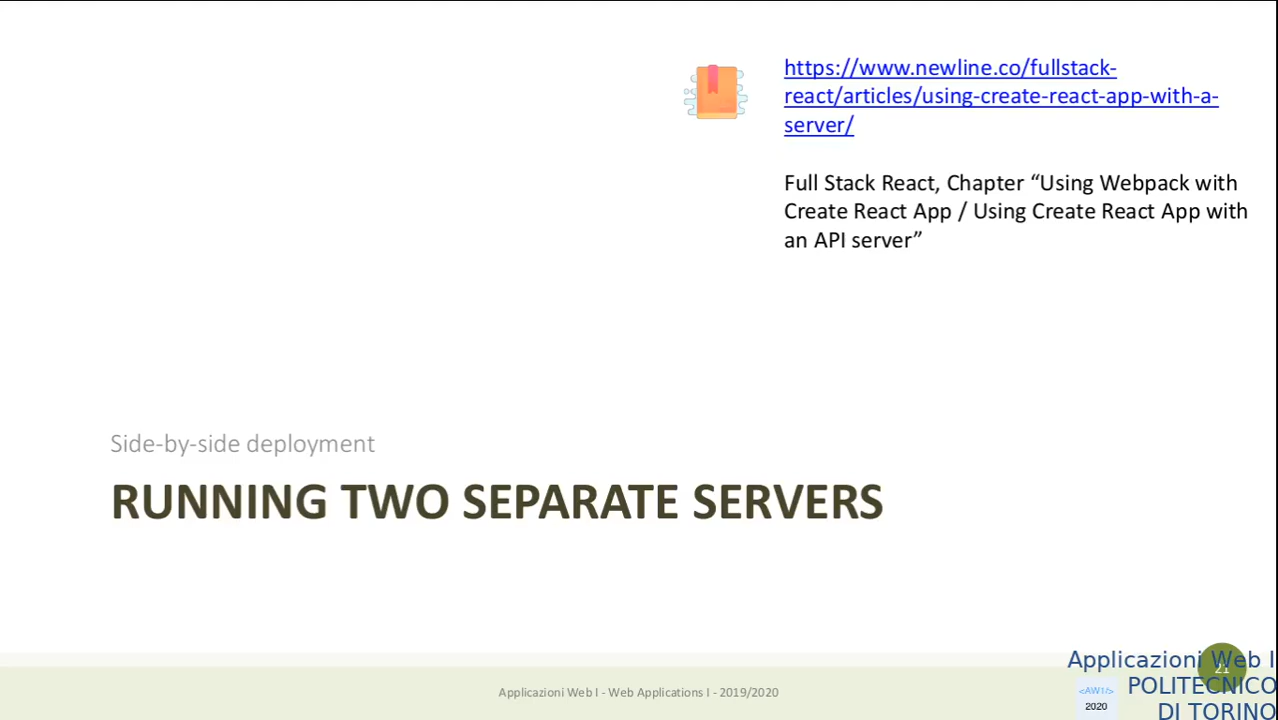 https://www.newline.co/fullstack-
react/articles/using-create-react-app-with-a-
server/
Full Stack React, Chapter “Using Webpack with
Create React App / Using Create React App with
an API server”
Side-by-side deployment
RUNNING TWO SEPARATE SERVERS
Applicazioni Web I - Web Applications I - 2019/2020
21
Applicazioni Web I
<AW1/>
2020
POLITECNICO
DI TORINO